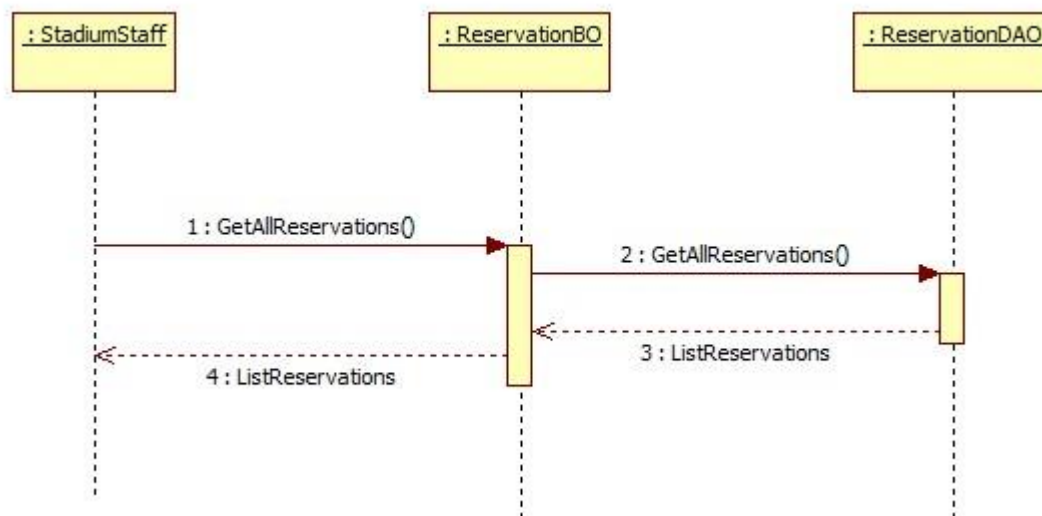 : StadiumStaff
: ReservationBO
: ReservationDAO
1 : GetAllReservations()
2 : GetAllReservations()
3 : ListReservations
4 : ListReservations